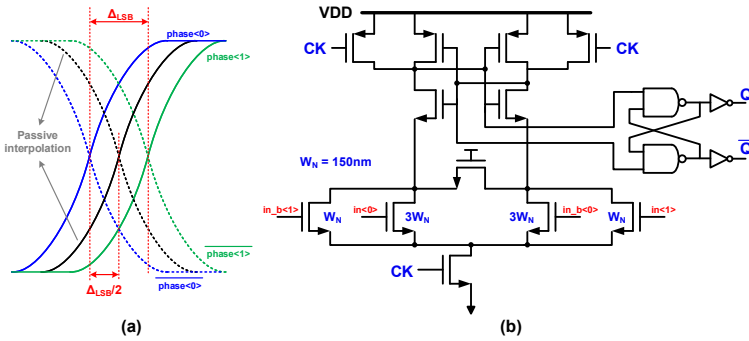 Δ_LSB
phase<0>
phase<1>
Passive
interpolation
phase<1>
phase<0>
Δ_LSB/2
(a)
VDD
CK
CK
Q
Q
W_N = 150nm
in_b<1>
W_N
in<0>
3W_N
3W_N
in_b<0>
W_N
in<1>
CK
(b)